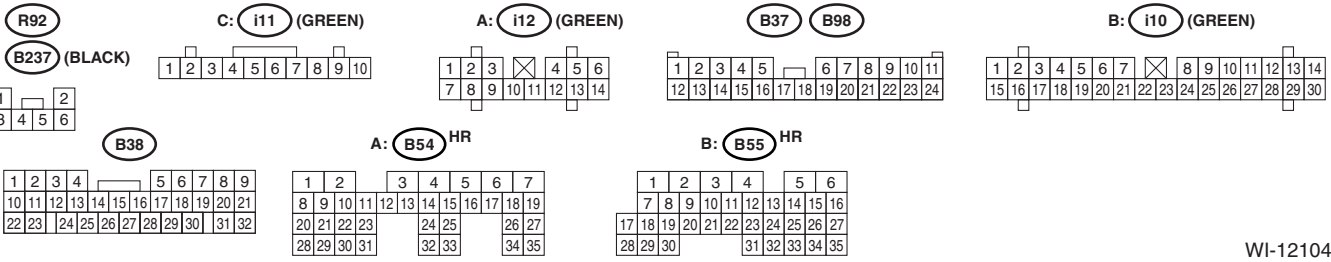 R92
B237 (BLACK)
1 2
3 4 5 6
C: i11 (GREEN)
1 2 3 4 5 6 7 8 9 10
A: i12 (GREEN)
1 2 3 4 5 6
7 8 9 10 11 12 13 14
B37 B98
1 2 3 4 5 6 7 8 9 10 11
12 13 14 15 16 17 18 19 20 21 22 23 24
B: i10 (GREEN)
1 2 3 4 5 6 7 8 9 10 11 12 13 14
15 16 17 18 19 20 21 22 23 24 25 26 27 28 29 30
B38
1 2 3 4 5 6 7 8 9
10 11 12 13 14 15 16 17 18 19 20 21
22 23 24 25 26 27 28 29 30 31 32
A: B54 HR
1 2 3 4 5 6 7
8 9 10 11 12 13 14 15 16 17 18 19
20 21 22 23 24 25 26 27
28 29 30 31 32 33 34 35
B: B55 HR
1 2 3 4 5 6
7 8 9 10 11 12 13 14 15 16
17 18 19 20 21 22 23 24 25 26 27
28 29 30 31 32 33 34 35
WI-12104